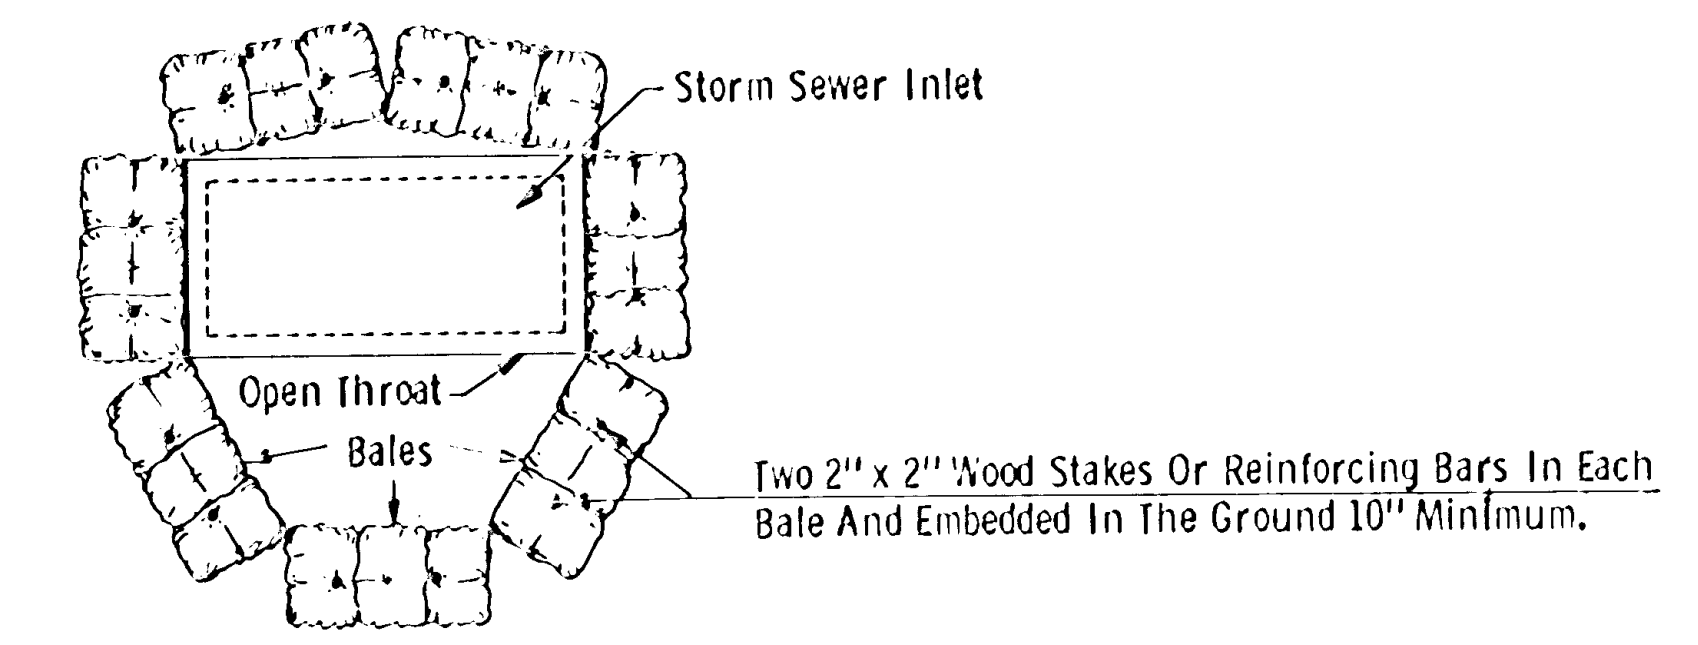 Storm Sewer Inlet
Open Throat
Bales
Two 2" x 2" Wood Stakes Or Reinforcing Bars In Each
Bale And Embedded In The Ground 10" Minimum.